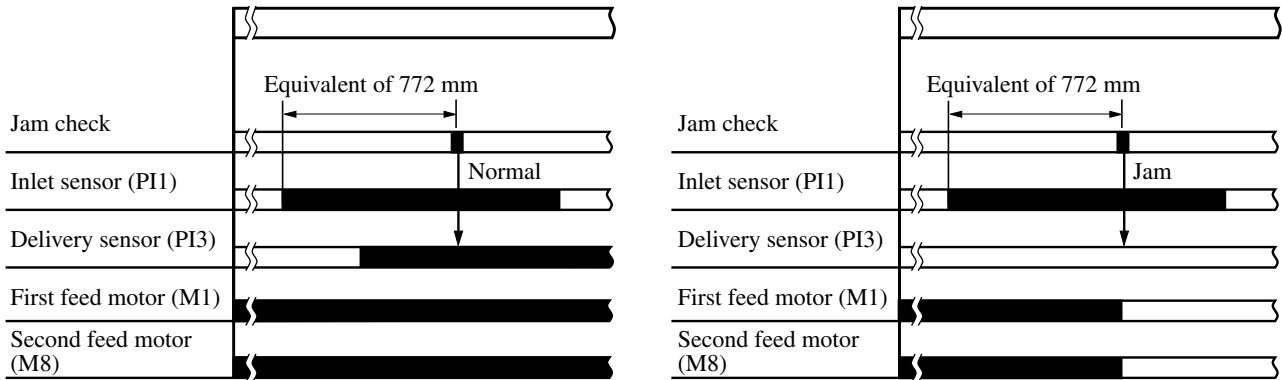 Equivalent of 772 mm
Jam check
Normal
Inlet sensor (PI1)
Delivery sensor (PI3)
First feed motor (M1)
Second feed motor
(M8)
Equivalent of 772 mm
Jam check
Jam
Inlet sensor (PI1)
Delivery sensor (PI3)
First feed motor (M1)
Second feed motor
(M8)